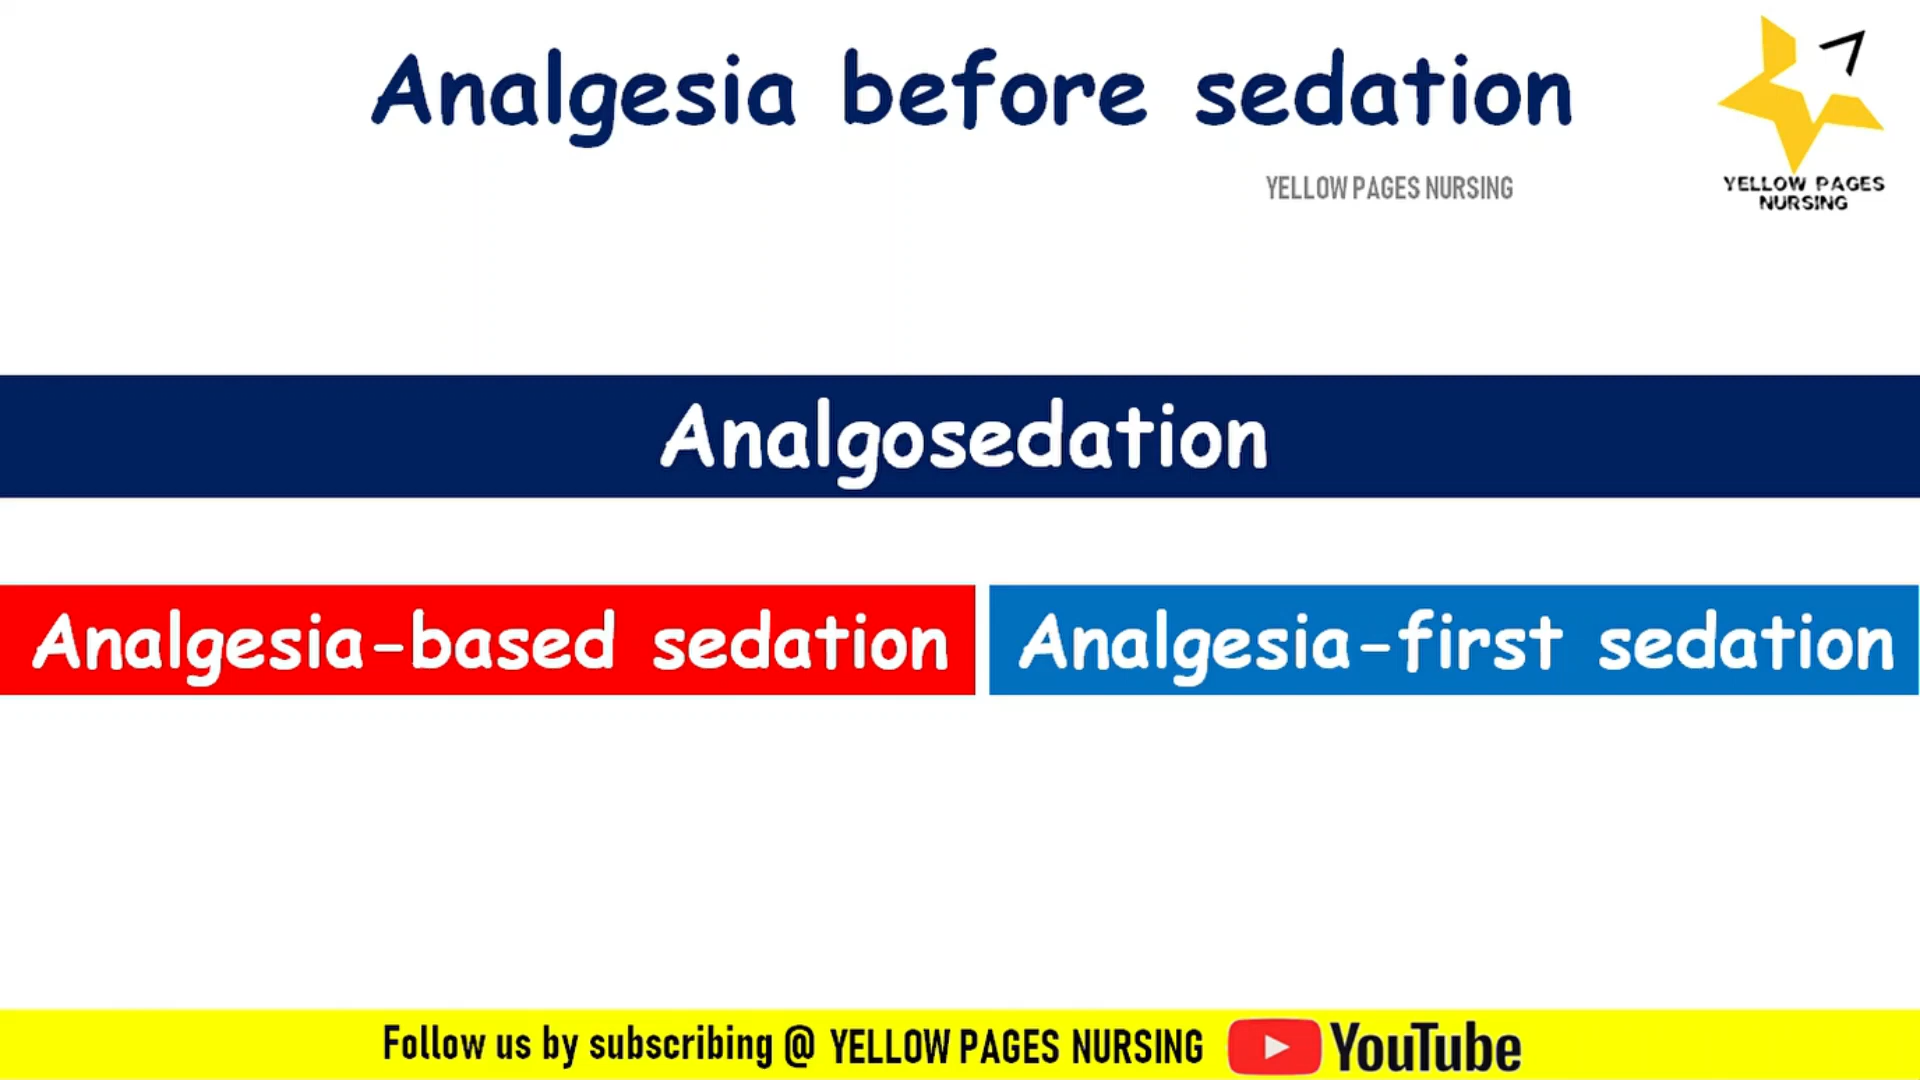 Analgesia before sedation
YELLOW PAGES NURSING
YELLOW PAGES
NURSING
Analgosedation
Analgesia-based sedation
Analgesia-first sedation
Follow us by subscribing @ YELLOW PAGES NURSING YouTube